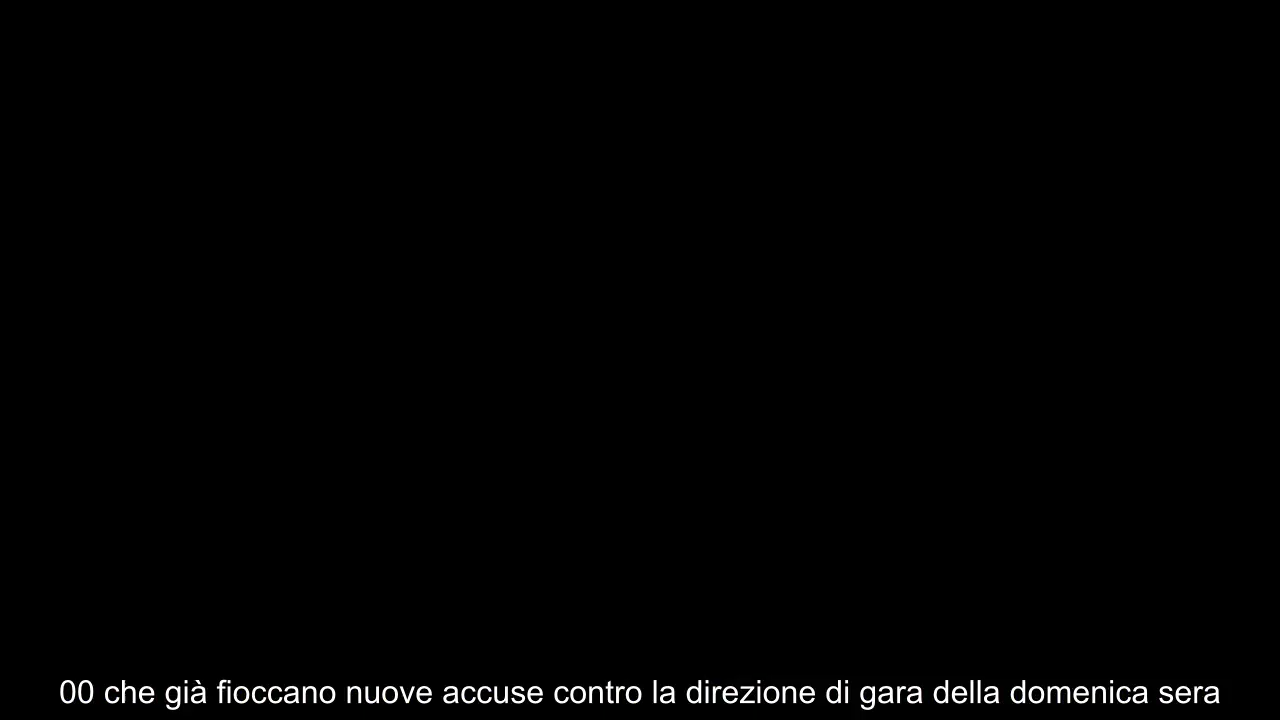 00 che già fioccano nuove accuse contro la direzione di gara della domenica sera